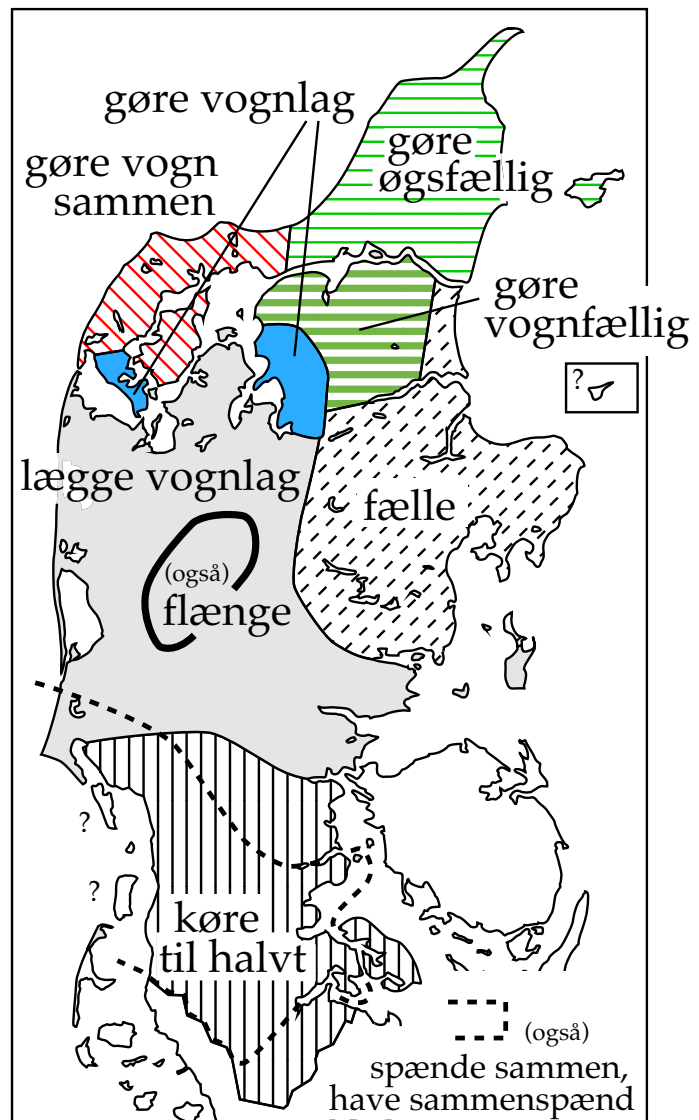 gøre vognlag
gøre
øgsfællig
gøre vogn
sammen
gøre
vognfællig
?
lægge vognlag
fælle
(også)
flænge
?
?
køre
til halvt
(også)
spænde sammen,
have sammenspænd